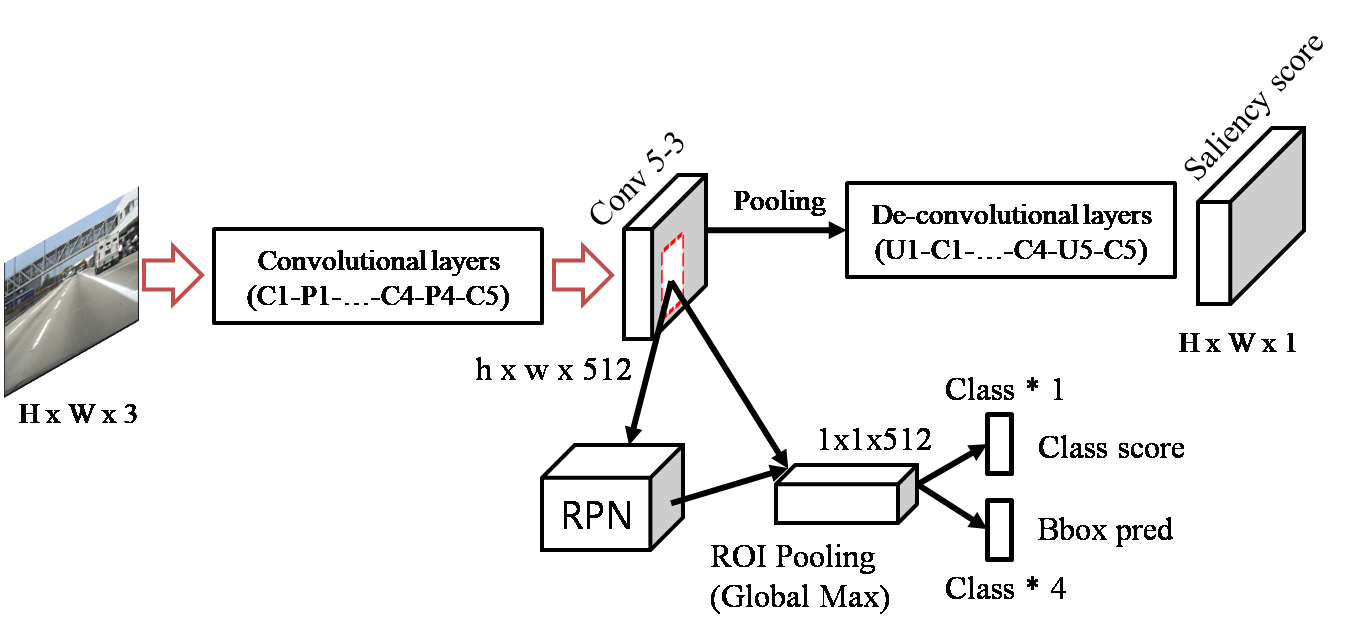 Saliency score
Conv 5-3
Pooling
De-convolutional layers
(U1-C1-…-C4-U5-C5)
Convolutional layers
(C1-P1-…-C4-P4-C5)
H x W x 1
h x w x 512
H x W x 3
Class * 1
1x1x512
Class score
RPN
Bbox pred
ROI Pooling
(Global Max)
Class * 4